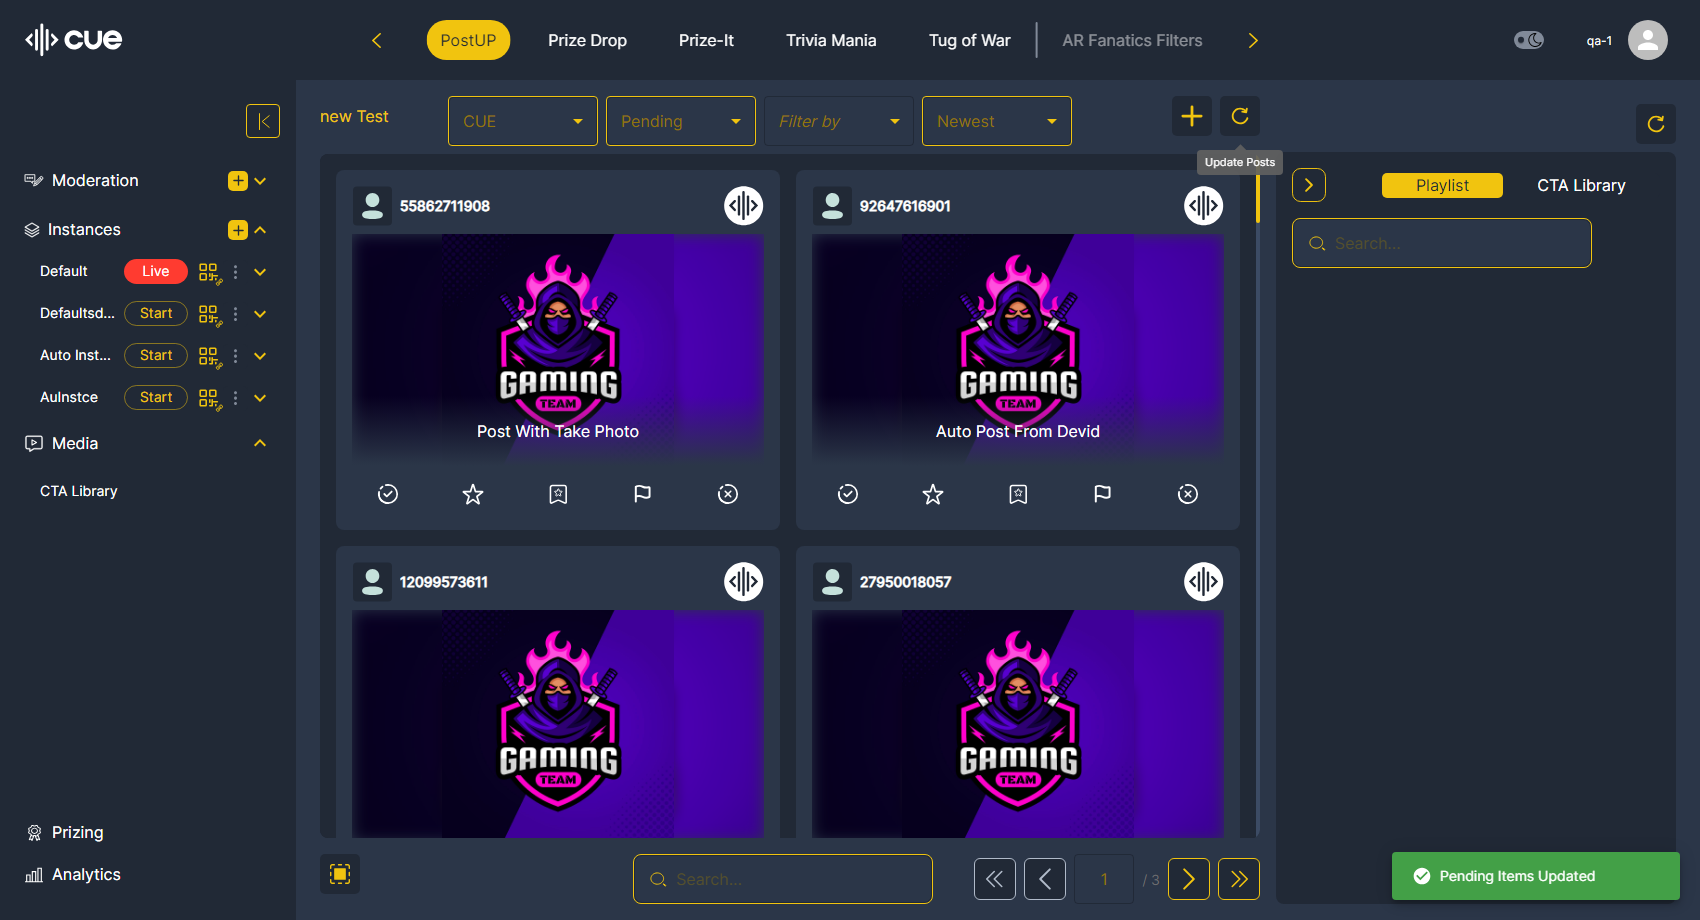 cue
PostUP
Prize Drop
Prize-It
Trivia Mania
Tug of War
AR Fanatics Filters
qa-1
new Test
CUE
Pending
Filter by
Newest
Update Posts
Moderation
Instances
Default
Live
Defaultsd...
Start
Auto Inst...
Start
AuInstce
Start
Media
CTA Library
Prizing
Analytics
55862711908
GAMING
TEAM
Post With Take Photo
92647616901
GAMING
TEAM
Auto Post From Devid
12099573611
GAMING
TEAM
27950018057
GAMING
TEAM
Search...
1
/ 3
Playlist
CTA Library
Search...
Pending Items Updated